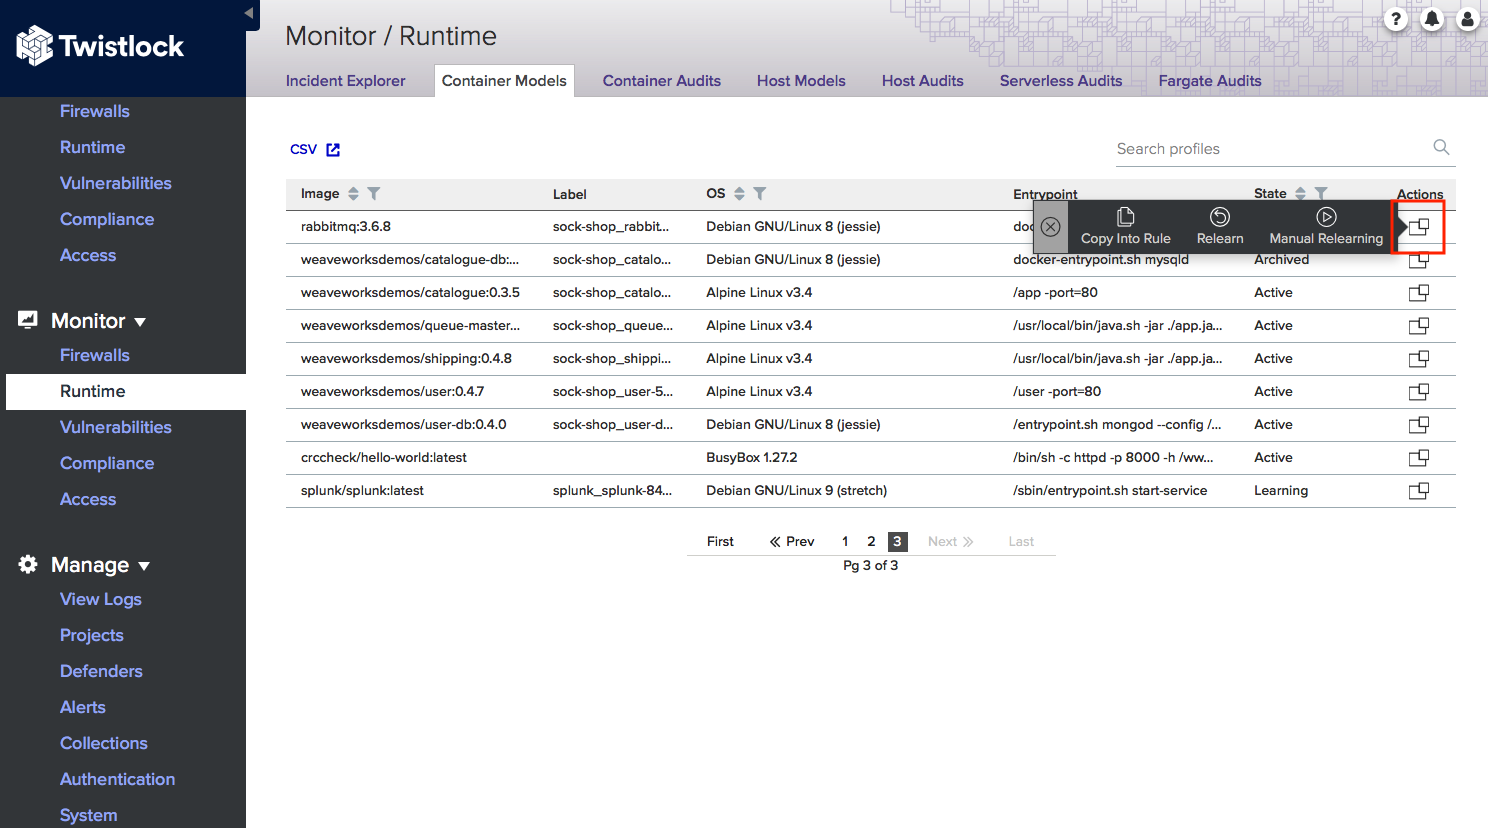 Twistlock
Firewalls
Runtime
Vulnerabilities
Compliance
Access
Monitor
Firewalls
Runtime
Vulnerabilities
Compliance
Access
Manage
View Logs
Projects
Defenders
Alerts
Collections
Authentication
System
Monitor / Runtime
?
Incident Explorer Container Models Container Audits Host Models Host Audits Serverless Audits Fargate Audits
CSV
Search profiles
Image Label OS Entrypoint State Actions
rabbitmq:3.6.8 sock-shop_rabbit... Debian GNU/Linux 8 (jessie) doc
Copy Into Rule Relearn Manual Relearning
weaveworksdemos/catalogue-db:... sock-shop_catalo... Debian GNU/Linux 8 (jessie) docker-entrypoint.sh mysqld Archived
weaveworksdemos/catalogue:0.3.5 sock-shop_catalo... Alpine Linux v3.4 /app -port=80 Active
weaveworksdemos/queue-master... sock-shop_queue... Alpine Linux v3.4 /usr/local/bin/java.sh -jar ./app.ja... Active
weaveworksdemos/shipping:0.4.8 sock-shop_shippi... Alpine Linux v3.4 /usr/local/bin/java.sh -jar ./app.ja... Active
weaveworksdemos/user:0.4.7 sock-shop_user-5... Alpine Linux v3.4 /user -port=80 Active
weaveworksdemos/user-db:0.4.0 sock-shop_user-d... Debian GNU/Linux 8 (jessie) /entrypoint.sh mongod --config /... Active
crccheck/hello-world:latest BusyBox 1.27.2 /bin/sh -c httpd -p 8000 -h /ww... Active
splunk/splunk:latest splunk_splunk-84... Debian GNU/Linux 9 (stretch) /sbin/entrypoint.sh start-service Learning
First Prev 1 2 3 Next Last
Pg 3 of 3